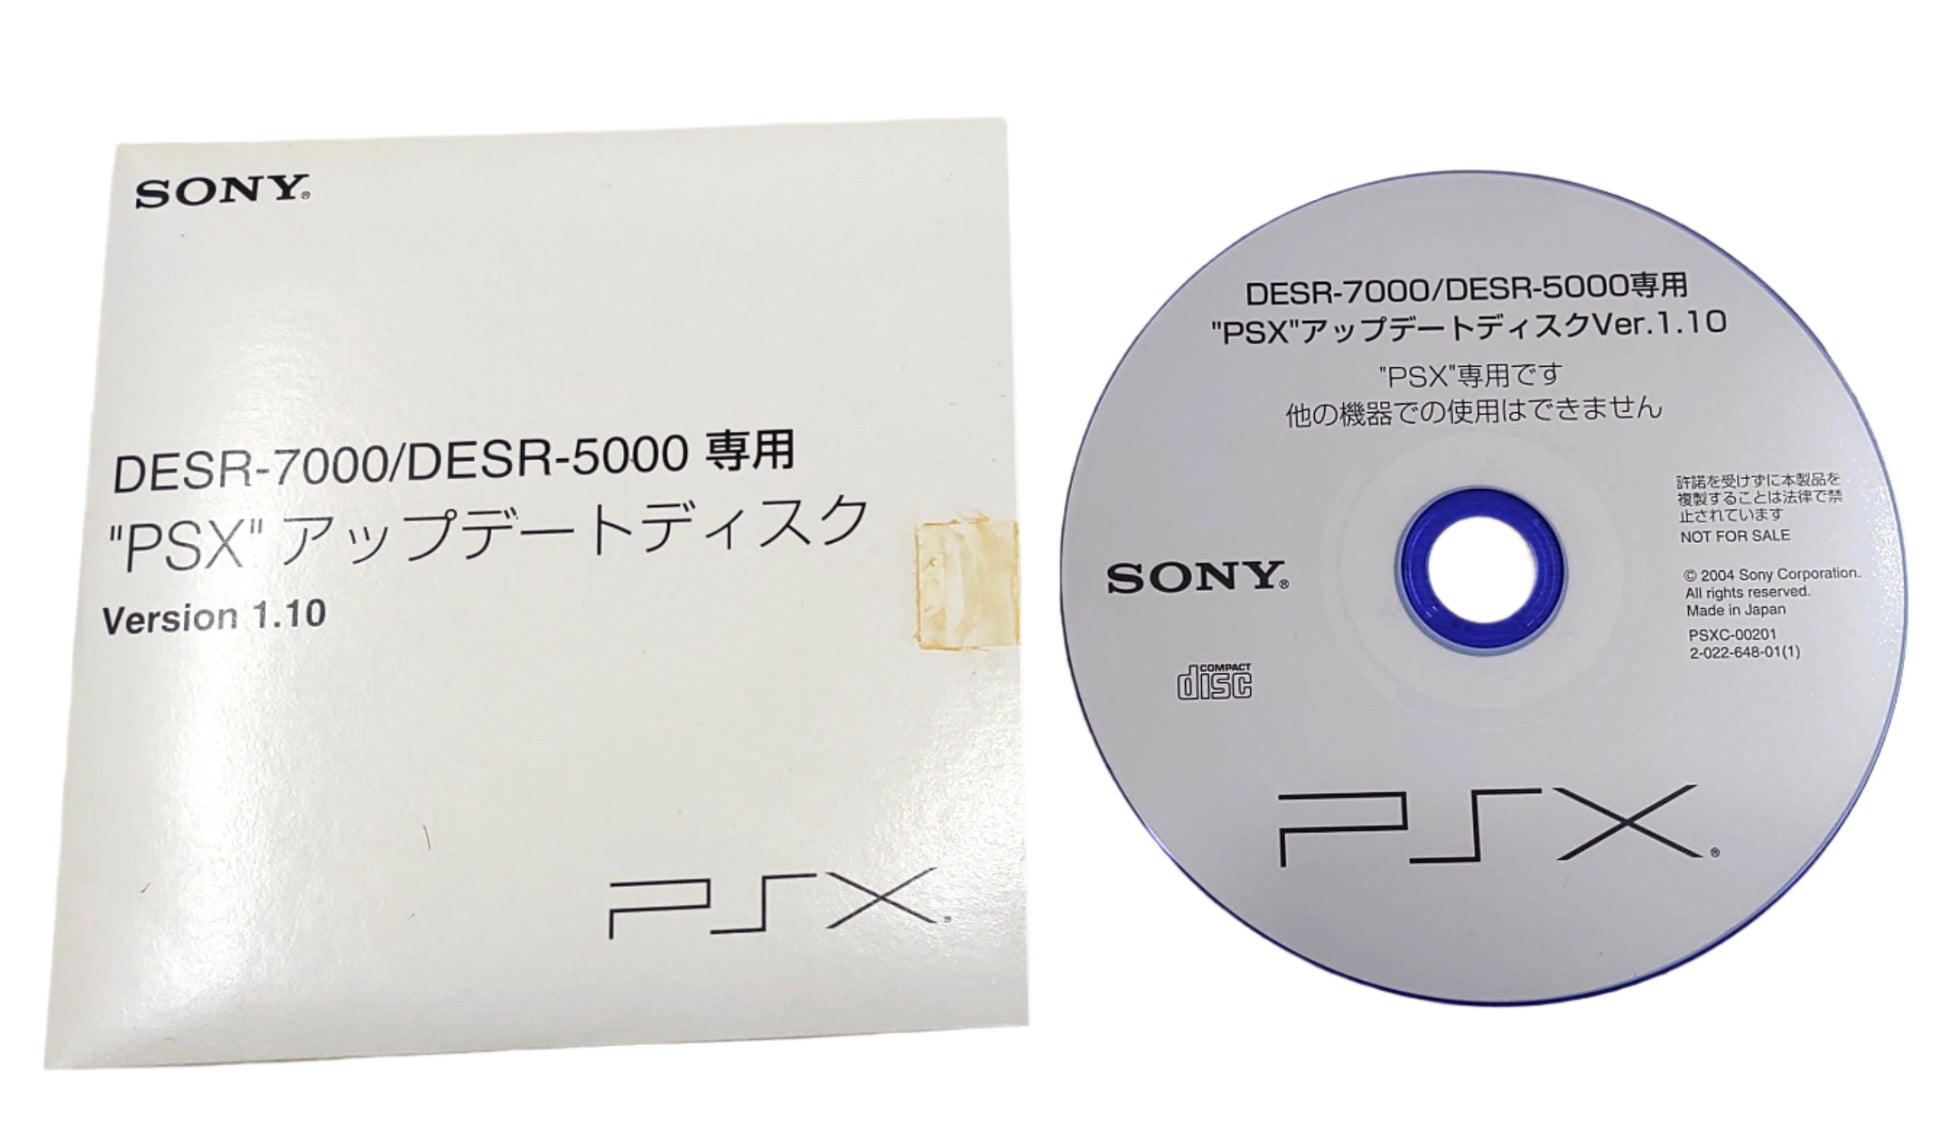 SONY®
DESR-7000/DESR-5000 専用
"PSX" アップデートディスク
Version 1.10
PSX®
DESR-7000/DESR-5000専用
"PSX"アップデートディスクVer.1.10
"PSX"専用です
他の機器での使用はできません
許諾を受けずに本製品を
複製することは法律で禁
止されています
NOT FOR SALE
SONY®
© 2004 Sony Corporation.
All rights reserved.
Made in Japan
PSXC-00201
2-022-648-01(1)
COMPACT
disc
PSX®